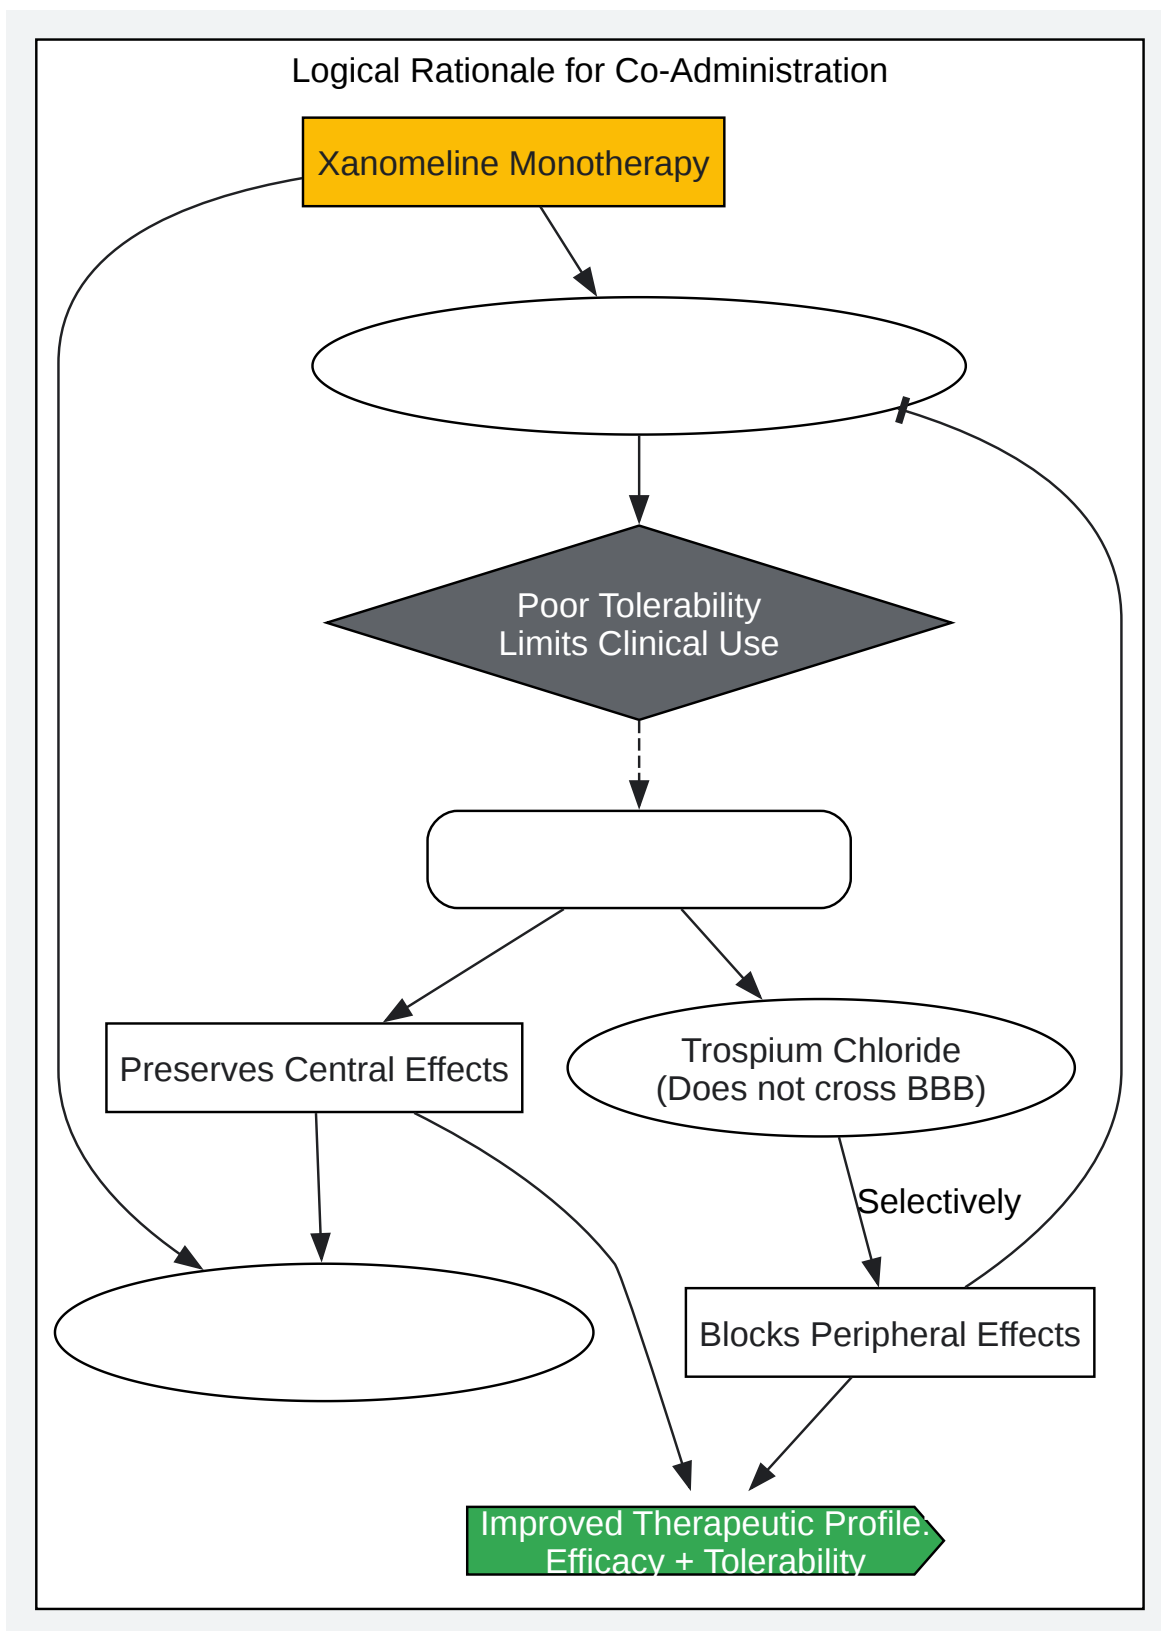 Logical Rationale for Co-Administration
Xanomeline Monotherapy
Poor Tolerability
Limits Clinical Use
Preserves Central Effects
Trospium Chloride
(Does not cross BBB)
Selectively
Blocks Peripheral Effects
Improved Therapeutic Profile:
Efficacy + Tolerability